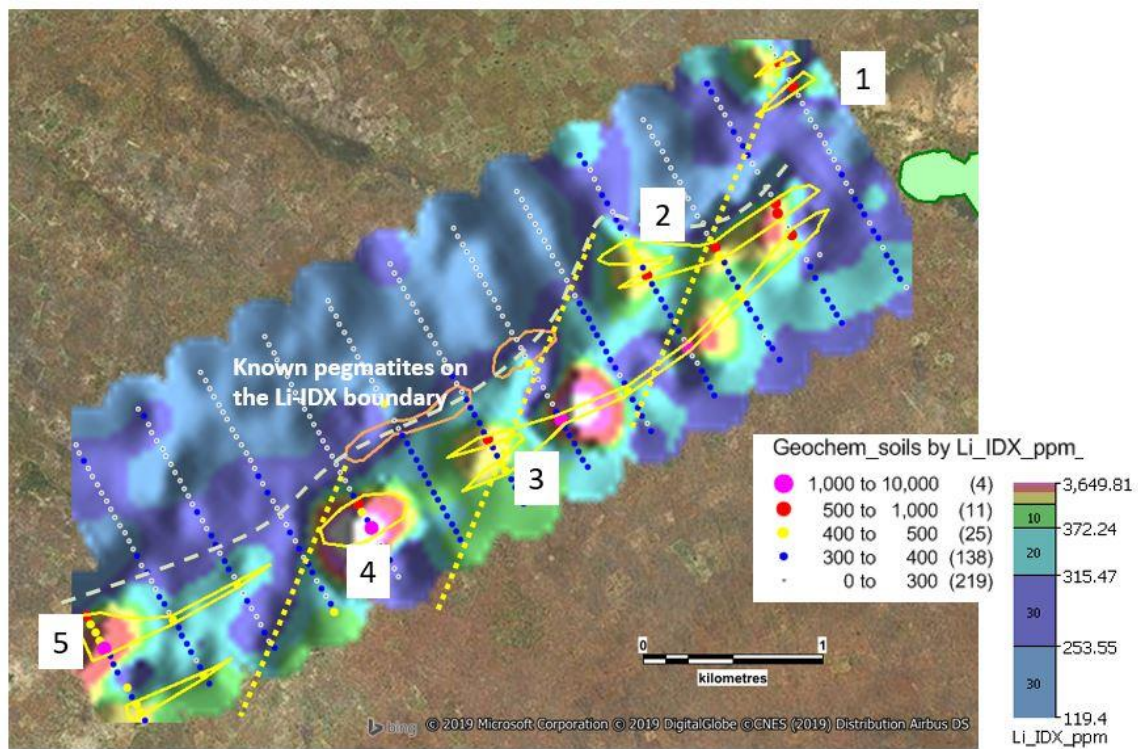 1
2
Known pegmatites on
the Li-IDX boundary
3
4
5
Geochem_soils by Li_IDX_ppm_
1,000 to 10,000 (4)
500 to 1,000 (11)
400 to 500 (25)
300 to 400 (138)
0 to 300 (219)
0 1
kilometres
3,649.81
10
372.24
20
315.47
30
253.55
30
119.4
Li_IDX_ppm
bing © 2019 Microsoft Corporation © 2019 DigitalGlobe ©CNES (2019) Distribution Airbus DS